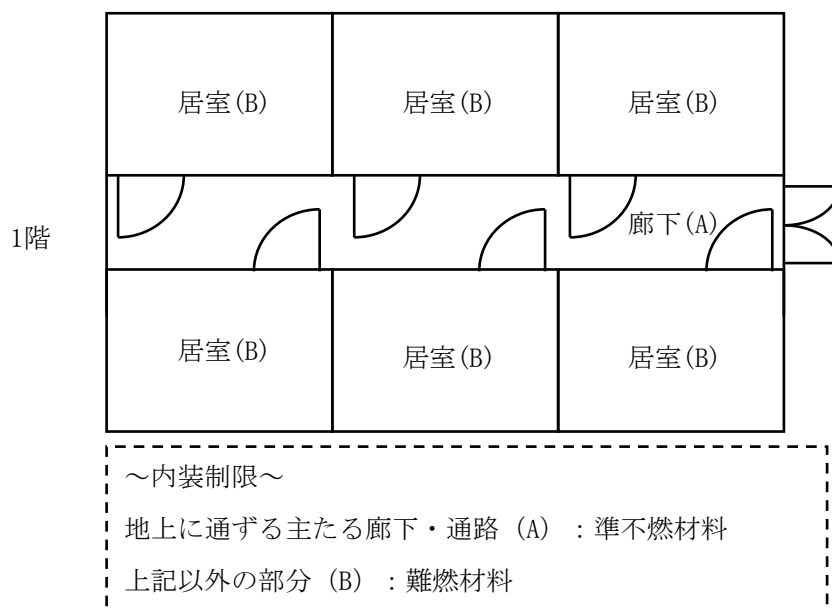 居室(B) 居室(B) 居室(B)
1階
廊下(A)
居室(B) 居室(B) 居室(B)
～内装制限～
地上に通ずる主たる廊下・通路（A）：準不燃材料
上記以外の部分（B）：難燃材料